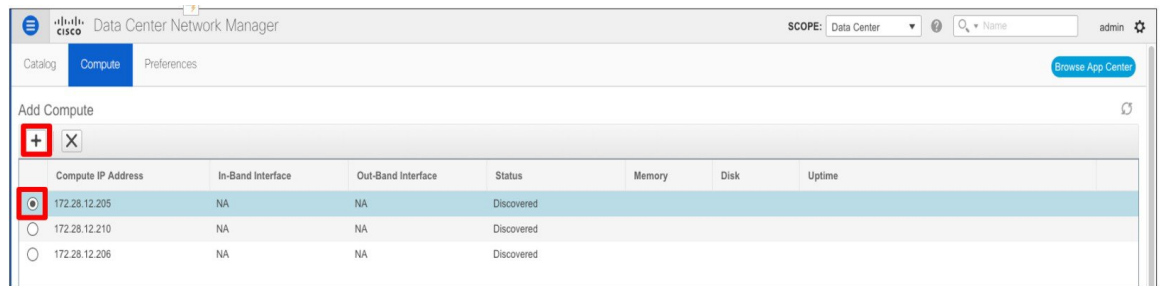 cisco Data Center Network Manager SCOPE: Data Center Name admin
Catalog Compute Preferences Browse App Center
Add Compute
+ X
Compute IP Address In-Band Interface Out-Band Interface Status Memory Disk Uptime
172.28.12.205 NA NA Discovered
172.28.12.210 NA NA Discovered
172.28.12.206 NA NA Discovered